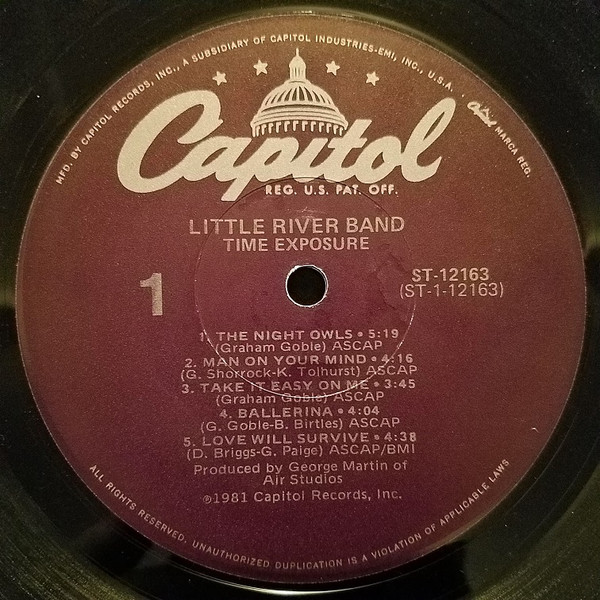 MFD. BY CAPITOL RECORDS, INC., A SUBSIDIARY OF CAPITOL INDUSTRIES-EMI, INC., U.S.A. • Capitol MARCA REG.
Capitol
REG. U.S. PAT. OFF.
LITTLE RIVER BAND
TIME EXPOSURE
1
ST-12163
(ST-1-12163)
1. THE NIGHT OWLS • 5:19
(Graham Goble) ASCAP
2. MAN ON YOUR MIND • 4:16
(G. Shorrock-K. Tolhurst) ASCAP
3. TAKE IT EASY ON ME • 3:45
(Graham Goble) ASCAP
4. BALLERINA • 4:04
(G. Goble-B. Birtles) ASCAP
5. LOVE WILL SURVIVE • 4:38
(D. Briggs-G. Paige) ASCAP/BMI
Produced by George Martin of
Air Studios
℗1981 Capitol Records, Inc.
ALL RIGHTS RESERVED. UNAUTHORIZED DUPLICATION IS A VIOLATION OF APPLICABLE LAWS